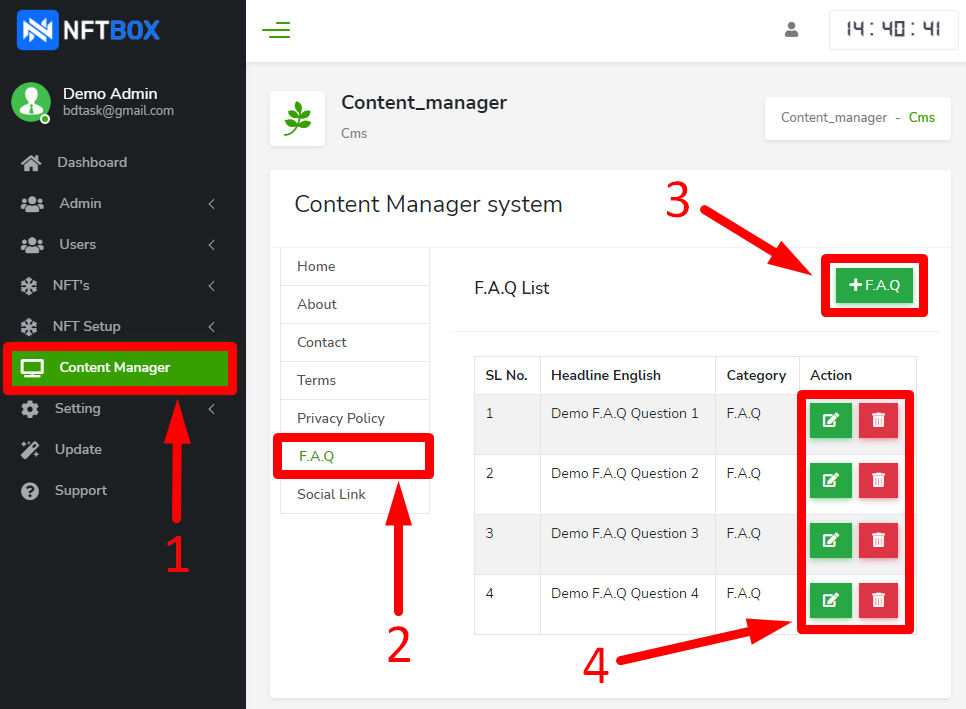 NFTBOX
14:40:41
Demo Admin
bdtask@gmail.com
Dashboard
Admin
Users
NFT's
NFT Setup
Content Manager
Setting
Update
Support
1
Content_manager
Cms
Content_manager - Cms
Content Manager system
3
Home
About
Contact
Terms
Privacy Policy
F.A.Q
Social Link
2
F.A.Q List
F.A.Q
SL No. Headline English Category Action
1 Demo F.A.Q Question 1 F.A.Q
2 Demo F.A.Q Question 2 F.A.Q
3 Demo F.A.Q Question 3 F.A.Q
4 Demo F.A.Q Question 4 F.A.Q
4